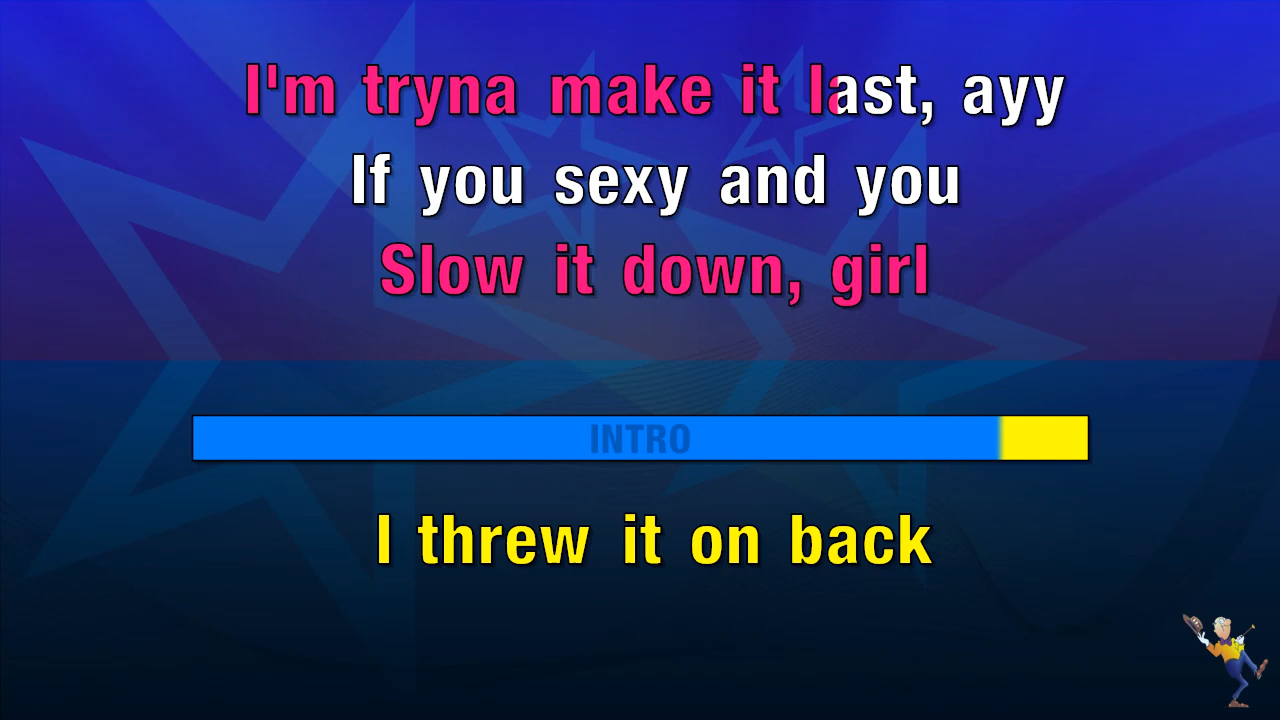 I'm tryna make it last, ayy
If you sexy and you
Slow it down, girl
INTRO
I threw it on back